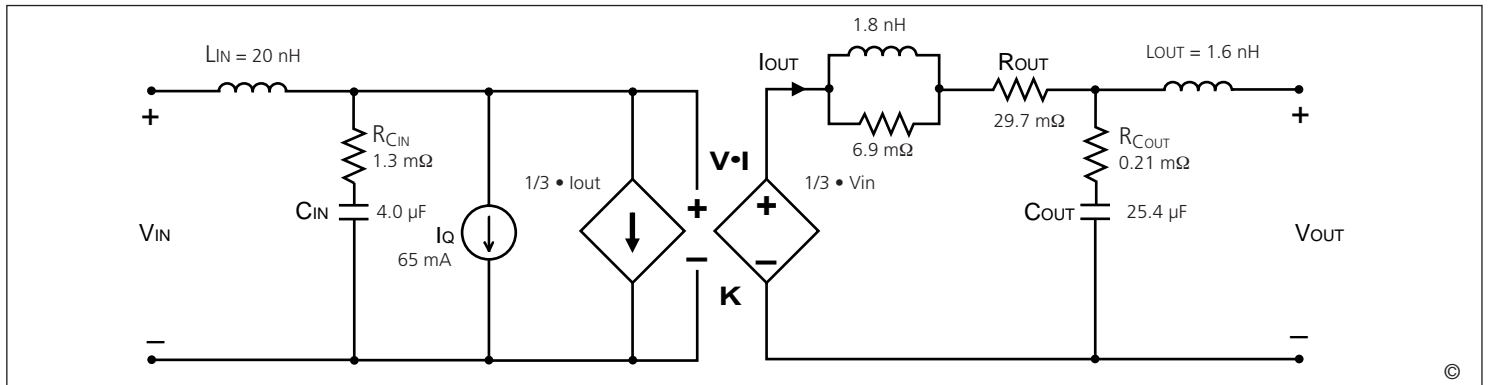 LIN = 20 nH
+
VIN
−
RCIN
1.3 mΩ
CIN
4.0 µF
IQ
65 mA
1/3 • Iout
+
−
V•I
K
+
−
1/3 • Vin
IOUT
1.8 nH
6.9 mΩ
ROUT
29.7 mΩ
RCOUT
0.21 mΩ
COUT
25.4 µF
LOUT = 1.6 nH
+
VOUT
−
©